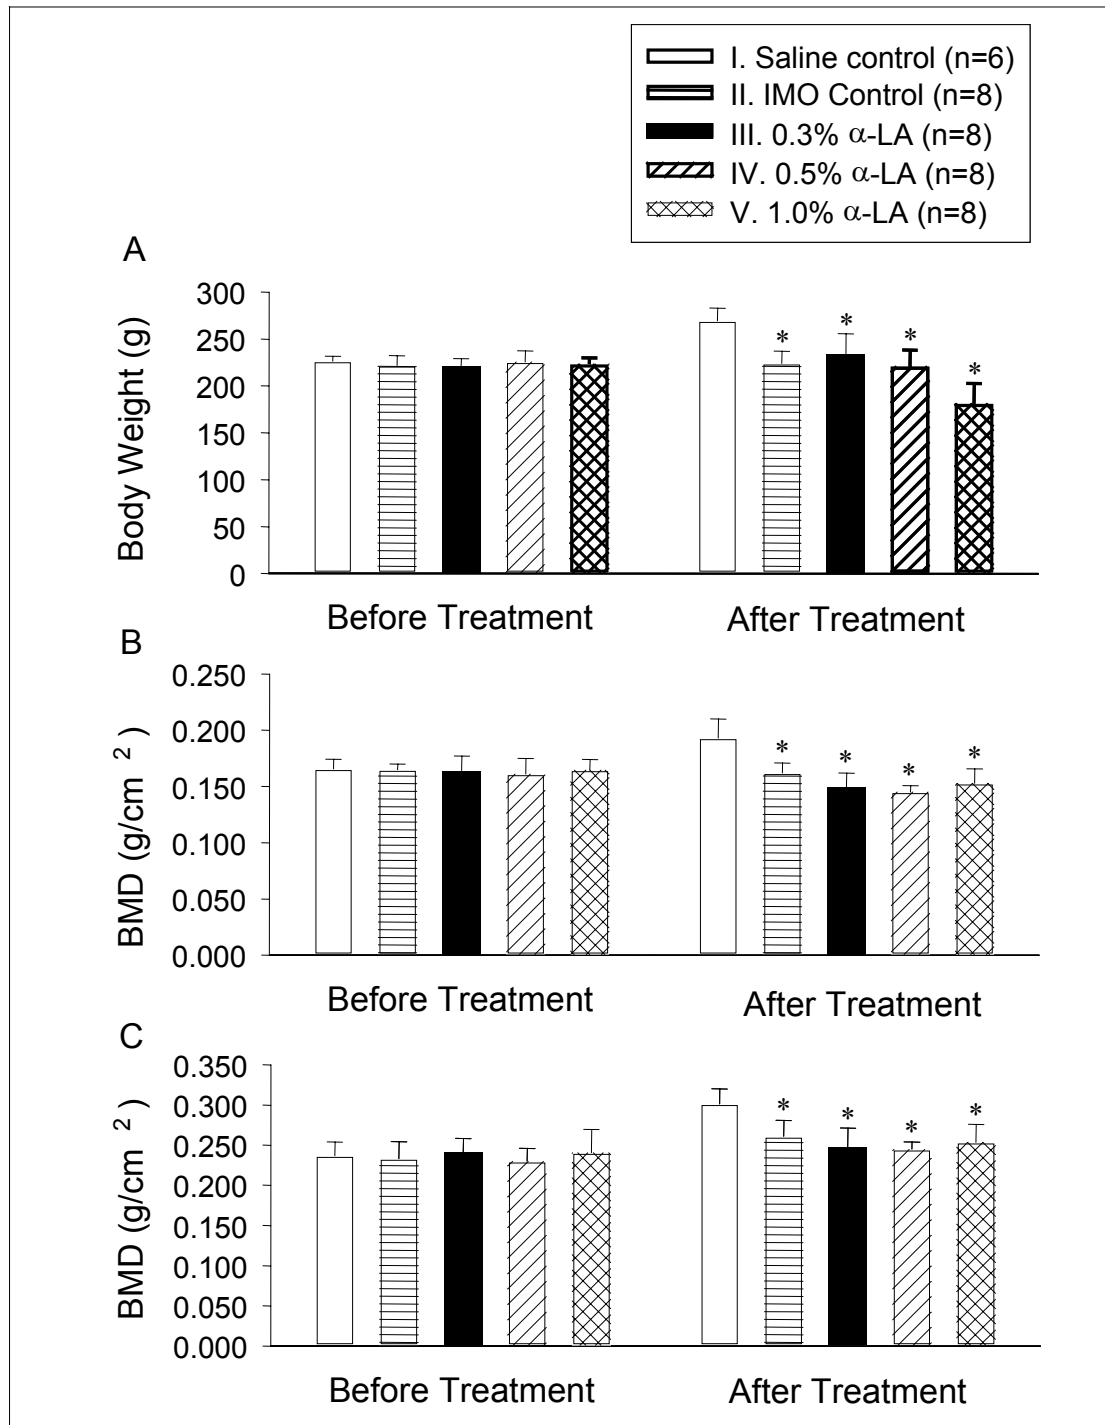 I. Saline control (n=6)
II. IMO Control (n=8)
III. 0.3% α-LA (n=8)
IV. 0.5% α-LA (n=8)
V. 1.0% α-LA (n=8)
A
Body Weight (g)
300
250
200
150
100
50
0
* * * *
Before Treatment After Treatment
B
BMD (g/cm 2 )
0.250
0.200
0.150
0.100
0.050
0.000
* * * *
Before Treatment After Treatment
C
BMD (g/cm 2 )
0.350
0.300
0.250
0.200
0.150
0.100
0.050
0.000
* * * *
Before Treatment After Treatment